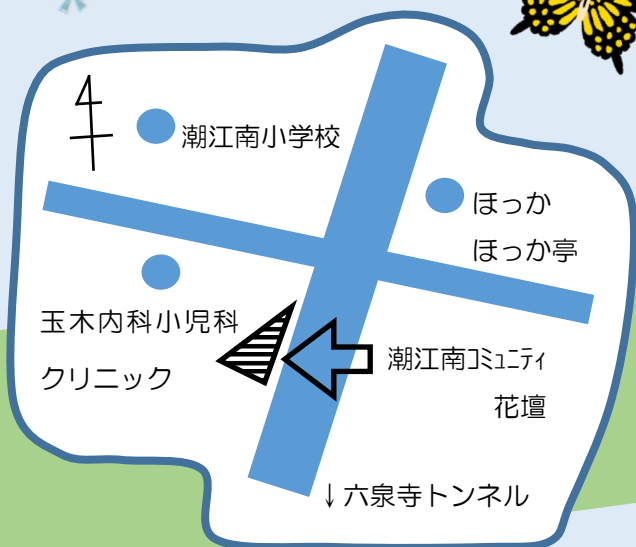 潮江南小学校
ほっか
ほっか亭
玉木内科小児科
クリニック
潮江南コミュニティ
花壇
↓六泉寺トンネル